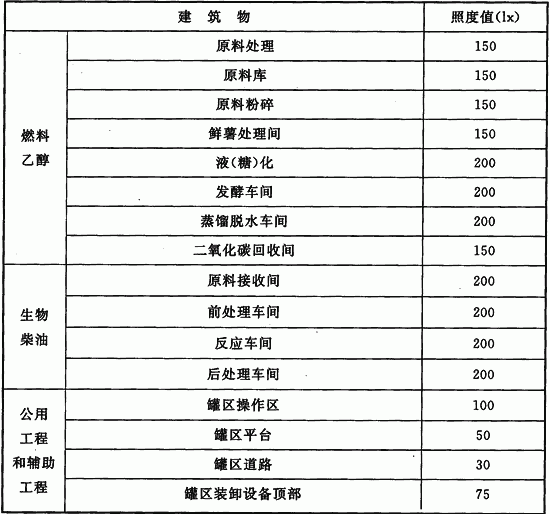 建 筑 物 照度值(lx)
燃料
乙醇
原料处理 150
原料库 150
原料粉碎 150
鲜薯处理间 150
液(糖)化 200
发酵车间 200
蒸馏脱水车间 200
二氧化碳回收间 150
生物
柴油
原料接收间 200
前处理车间 200
反应车间 200
后处理车间 200
公用
工程
和辅助
工程
罐区操作区 100
罐区平台 50
罐区道路 30
罐区装卸设备顶部 75